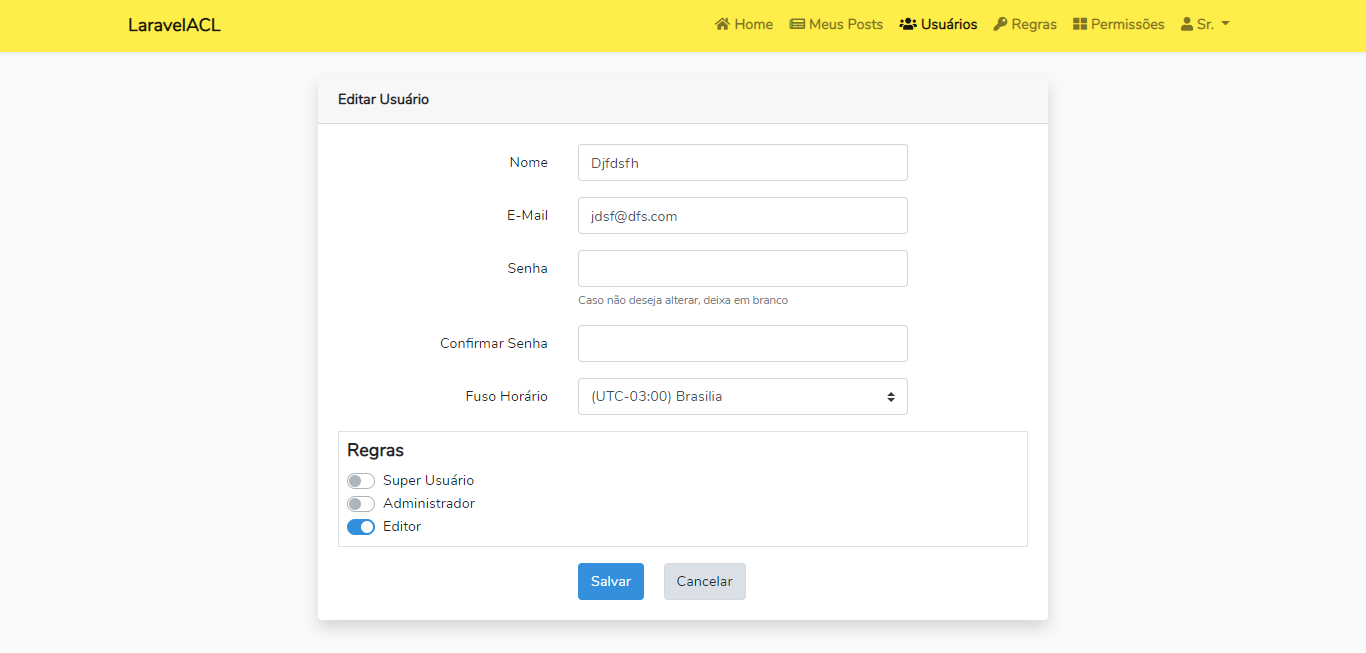 LaravelACL Home Meus Posts Usuários Regras Permissões Sr.
Editar Usuário
Nome Djfdsfh
E-Mail jdsf@dfs.com
Senha
Caso não deseja alterar, deixa em branco
Confirmar Senha
Fuso Horário (UTC-03:00) Brasilia
Regras
Super Usuário
Administrador
Editor
Salvar Cancelar